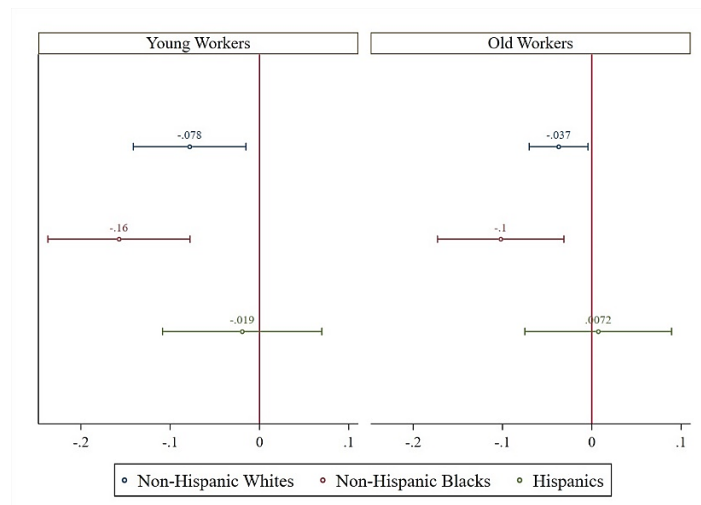 Young Workers
Old Workers
-.078
-.037
-.16
-.1
-.019
.0072
-.2 -.1 0 .1
-.2 -.1 0 .1
Non-Hispanic Whites Non-Hispanic Blacks Hispanics